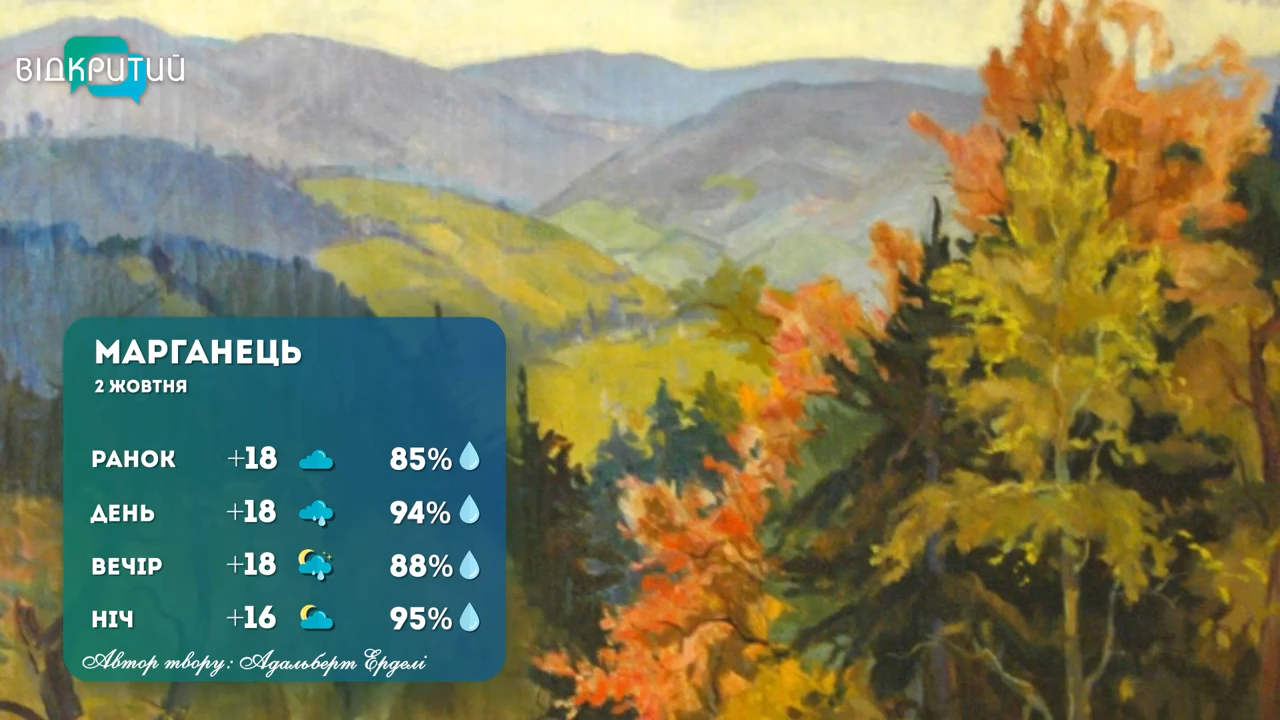 ВІДКРИТИЙ
МАРГАНЕЦЬ
2 ЖОВТНЯ
РАНОК +18 85%
ДЕНЬ +18 94%
ВЕЧІР +18 88%
НІЧ +16 95%
Автор твору: Адальберт Ерделі